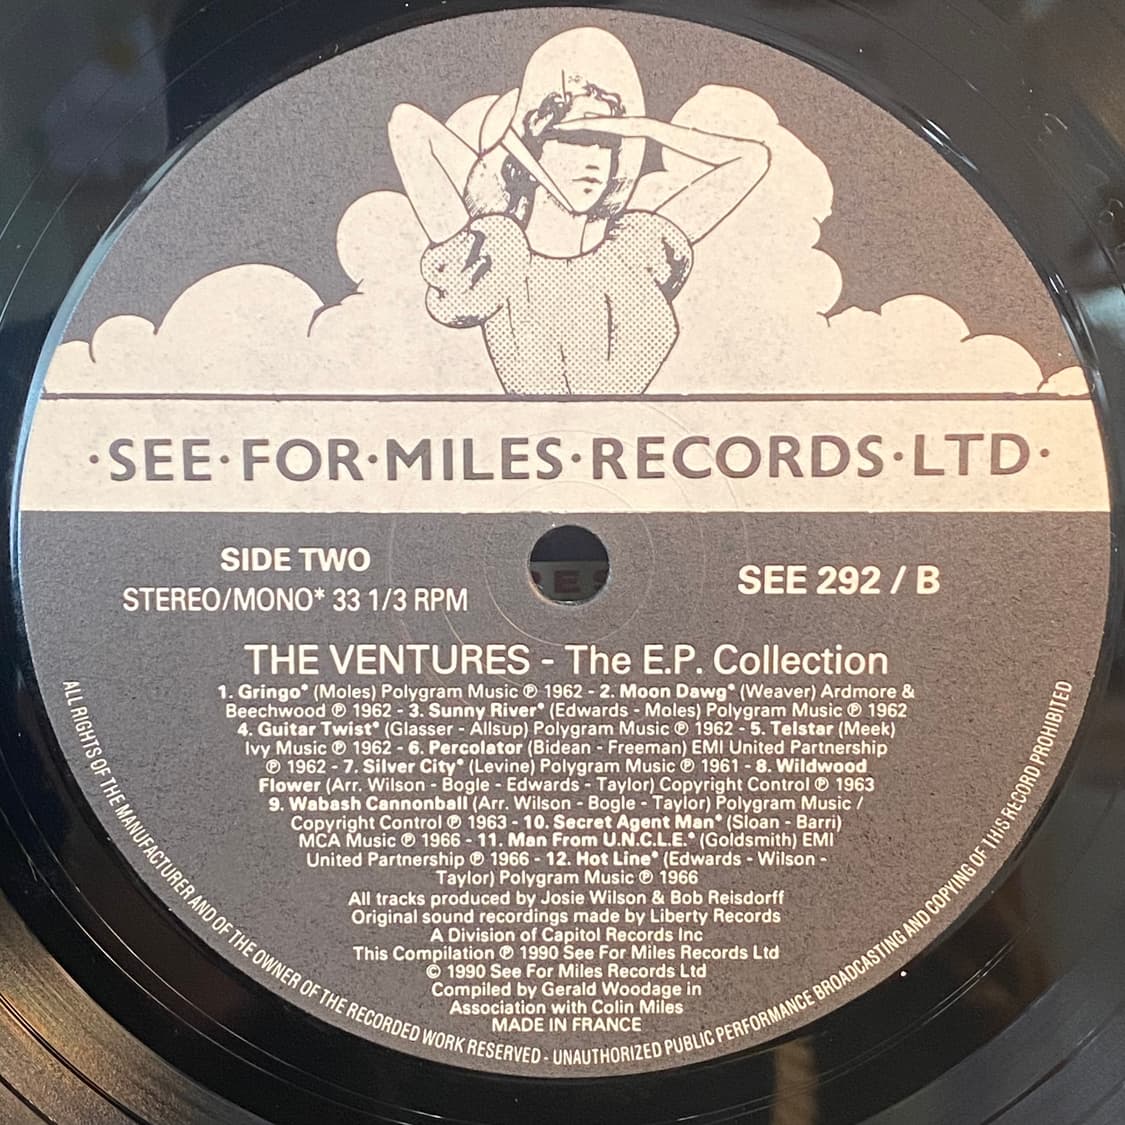 ·SEE·FOR·MILES·RECORDS·LTD·
SIDE TWO
STEREO/MONO* 33 1/3 RPM
SEE 292 / B
THE VENTURES - The E.P. Collection
1. Gringo* (Moles) Polygram Music ℗ 1962 - 2. Moon Dawg* (Weaver) Ardmore &
Beechwood ℗ 1962 - 3. Sunny River* (Edwards - Moles) Polygram Music ℗ 1962
4. Guitar Twist* (Glasser - Allsup) Polygram Music ℗ 1962 - 5. Telstar (Meek)
Ivy Music ℗ 1962 - 6. Percolator (Bidean - Freeman) EMI United Partnership
℗ 1962 - 7. Silver City* (Levine) Polygram Music ℗ 1961 - 8. Wildwood
Flower (Arr. Wilson - Bogle - Edwards - Taylor) Copyright Control ℗ 1963
9. Wabash Cannonball (Arr. Wilson - Bogle - Taylor) Polygram Music /
Copyright Control ℗ 1963 - 10. Secret Agent Man* (Sloan - Barri)
MCA Music ℗ 1966 - 11. Man From U.N.C.L.E.* (Goldsmith) EMI
United Partnership ℗ 1966 - 12. Hot Line* (Edwards - Wilson -
Taylor) Polygram Music ℗ 1966
All tracks produced by Josie Wilson & Bob Reisdorff
Original sound recordings made by Liberty Records
A Division of Capitol Records Inc
This Compilation ℗ 1990 See For Miles Records Ltd
© 1990 See For Miles Records Ltd
Compiled by Gerald Woodage in
Association with Colin Miles
MADE IN FRANCE
ALL RIGHTS OF THE MANUFACTURER AND OF THE OWNER OF THE RECORDED WORK RESERVED - UNAUTHORIZED PUBLIC PERFORMANCE BROADCASTING AND COPYING OF THIS RECORD PROHIBITED